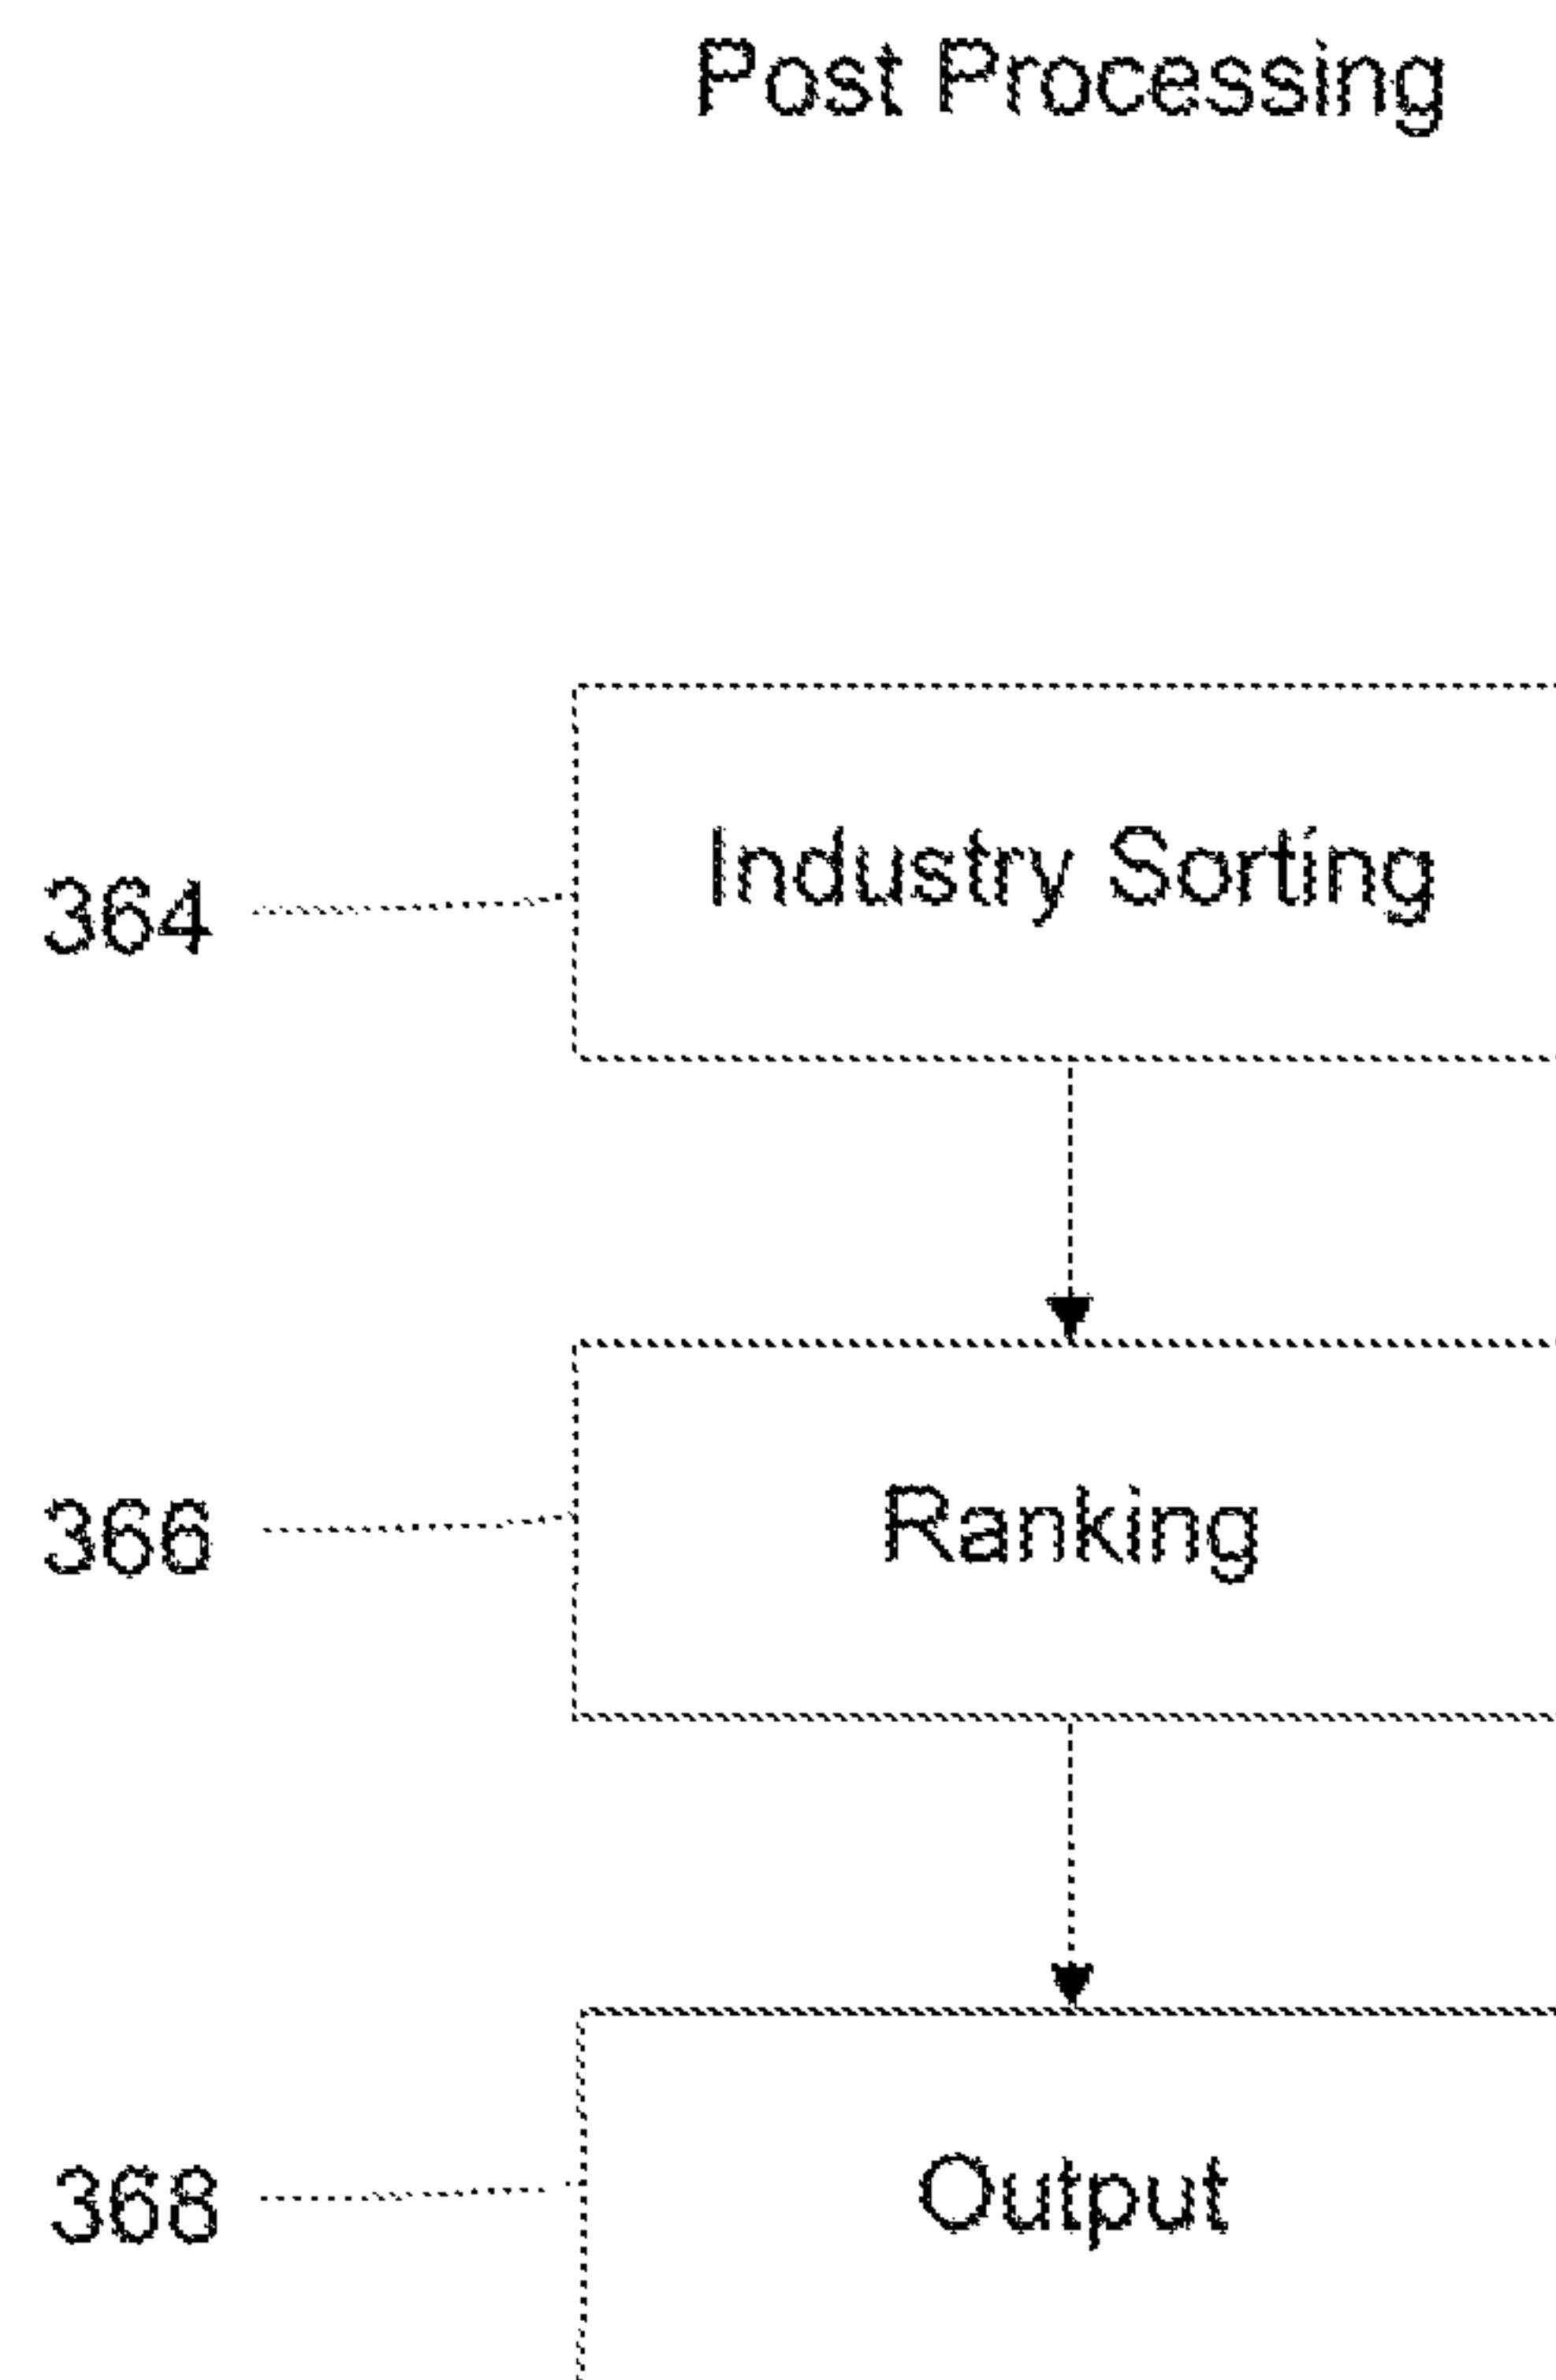 Post Processing
364
Industry Sorting
366
Ranking
368
Output